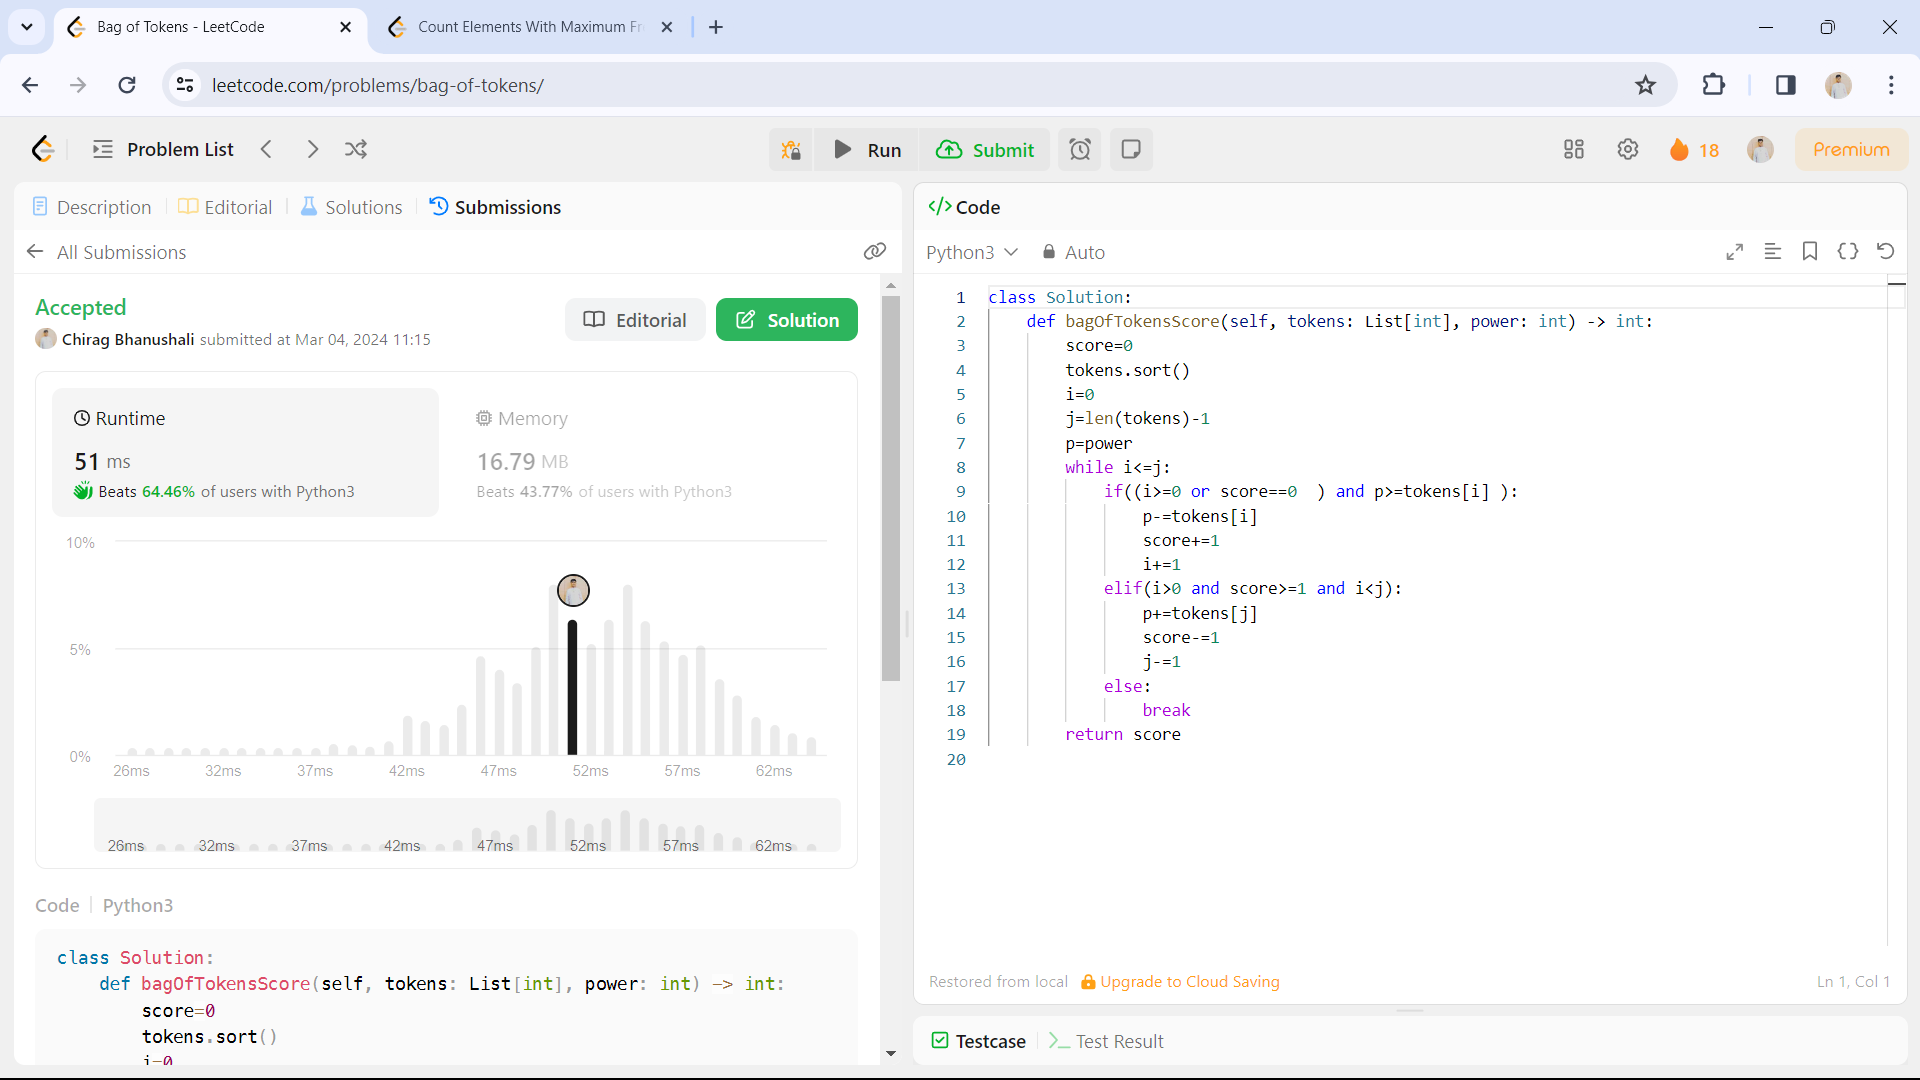 Bag of Tokens - LeetCode
Count Elements With Maximum Fr
leetcode.com/problems/bag-of-tokens/
Problem List
Run
Submit
18
Premium
Description
Editorial
Solutions
Submissions
All Submissions
Accepted
Chirag Bhanushali submitted at Mar 04, 2024 11:15
Editorial
Solution
Runtime
51 ms
Beats 64.46% of users with Python3
Memory
16.79 MB
Beats 43.77% of users with Python3
10%
5%
0%
26ms 32ms 37ms 42ms 47ms 52ms 57ms 62ms
26ms 32ms 37ms 42ms 47ms 52ms 57ms 62ms
Code | Python3
class Solution:
    def bagOfTokensScore(self, tokens: List[int], power: int) -> int:
        score=0
        tokens.sort()
        i=0
</> Code
Python3
Auto
1 class Solution:
2     def bagOfTokensScore(self, tokens: List[int], power: int) -> int:
3         score=0
4         tokens.sort()
5         i=0
6         j=len(tokens)-1
7         p=power
8         while i<=j:
9             if((i>=0 or score==0  ) and p>=tokens[i] ):
10                 p-=tokens[i]
11                 score+=1
12                 i+=1
13             elif(i>0 and score>=1 and i<j):
14                 p+=tokens[j]
15                 score-=1
16                 j-=1
17             else:
18                 break
19         return score
20
Restored from local
Upgrade to Cloud Saving
Ln 1, Col 1
Testcase
Test Result